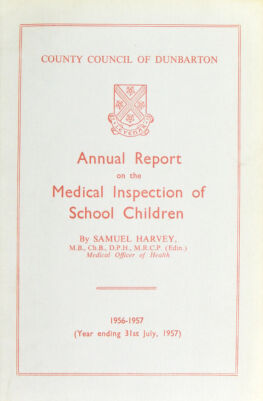 COUNTY COUNCIL OF DUNBARTON
LEVENAX
Annual Report
on the
Medical Inspection of
School Children
By SAMUEL HARVEY,
M.B., Ch.B., D.P.H., M.R.C.P. (Edin.)
Medical Officer of Health
1956-1957
(Year ending 31st July, 1957)